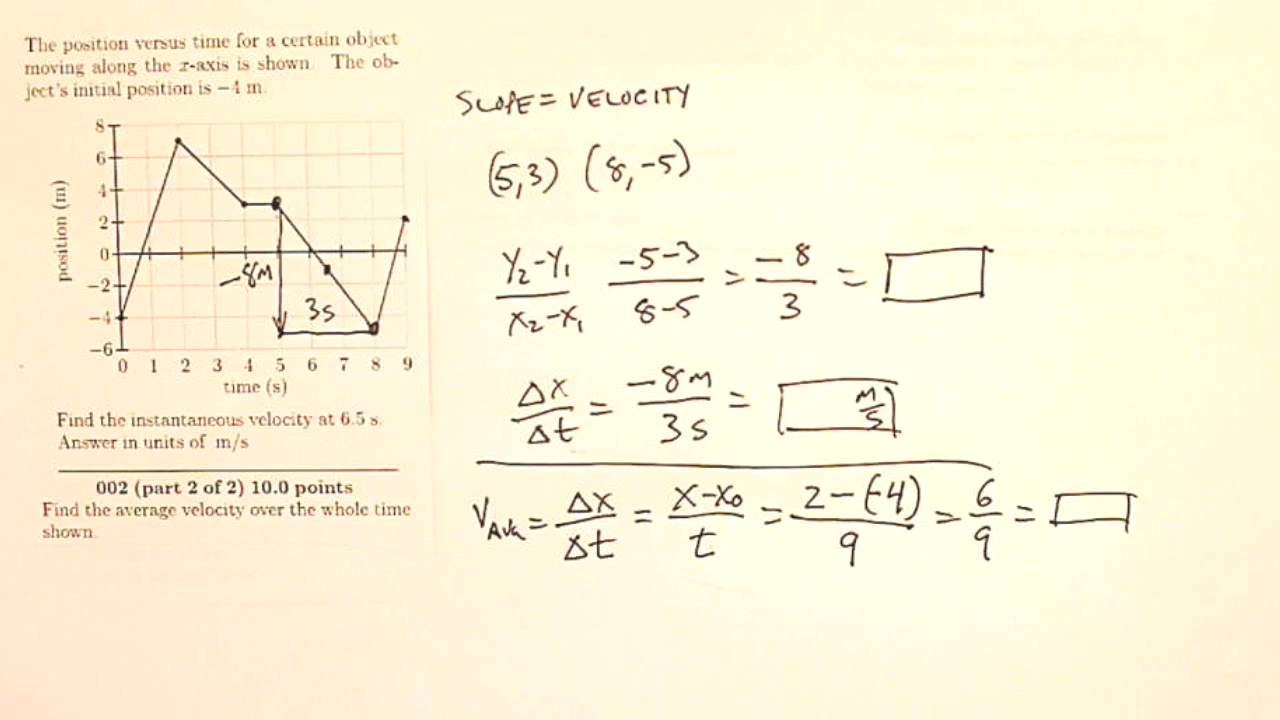 The position versus time for a certain object
moving along the x-axis is shown. The ob-
ject's initial position is −4 m.
8
6
4
2
0
−2
−4
−6
position (m)
−8M
3s
0 1 2 3 4 5 6 7 8 9
time (s)
Find the instantaneous velocity at 6.5 s.
Answer in units of m/s
002 (part 2 of 2) 10.0 points
Find the average velocity over the whole time
shown.
SLOPE = VELOCITY
(5,3) (8,-5)
Y₂-Y₁ / X₂-X₁ -5-3 / 8-5 = -8 / 3 =
ΔX / Δt = -8M / 3s = M/S
V_AVG = ΔX / Δt = X-X₀ / t = 2-(-4) / 9 = 6 / 9 =